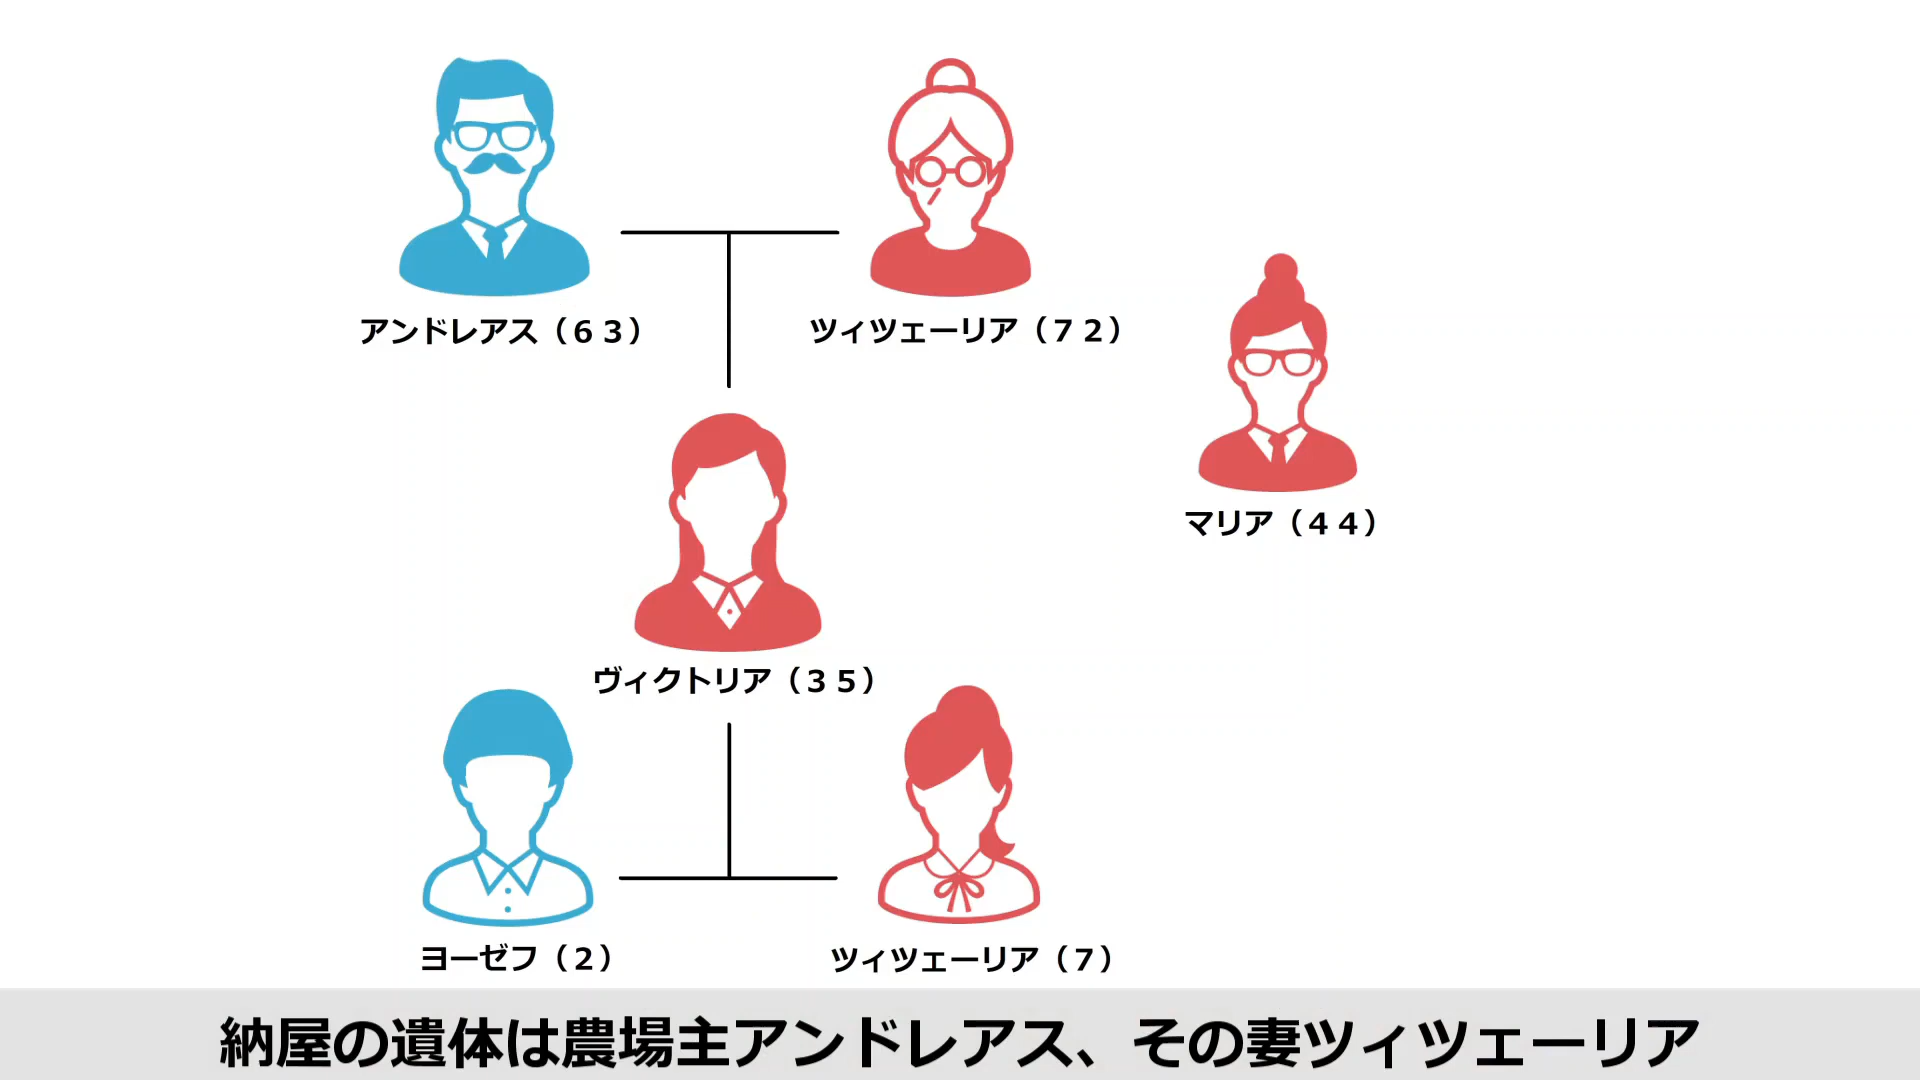 アンドレアス（６３）
ツィツェーリア（７２）
マリア（４４）
ヴィクトリア（３５）
ヨーゼフ（２）
ツィツェーリア（７）
納屋の遺体は農場主アンドレアス、その妻ツィツェーリア